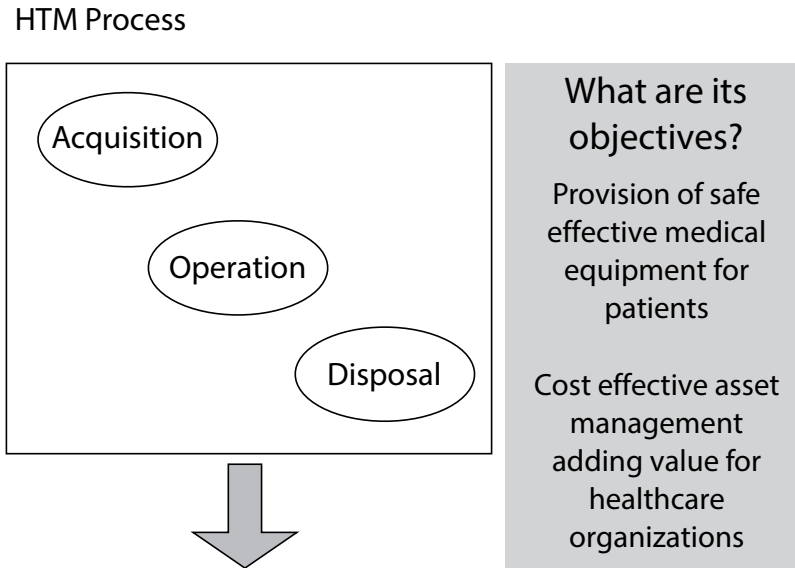 HTM Process
Acquisition
Operation
Disposal
What are its
objectives?
Provision of safe
effective medical
equipment for
patients
Cost effective asset
management
adding value for
healthcare
organizations